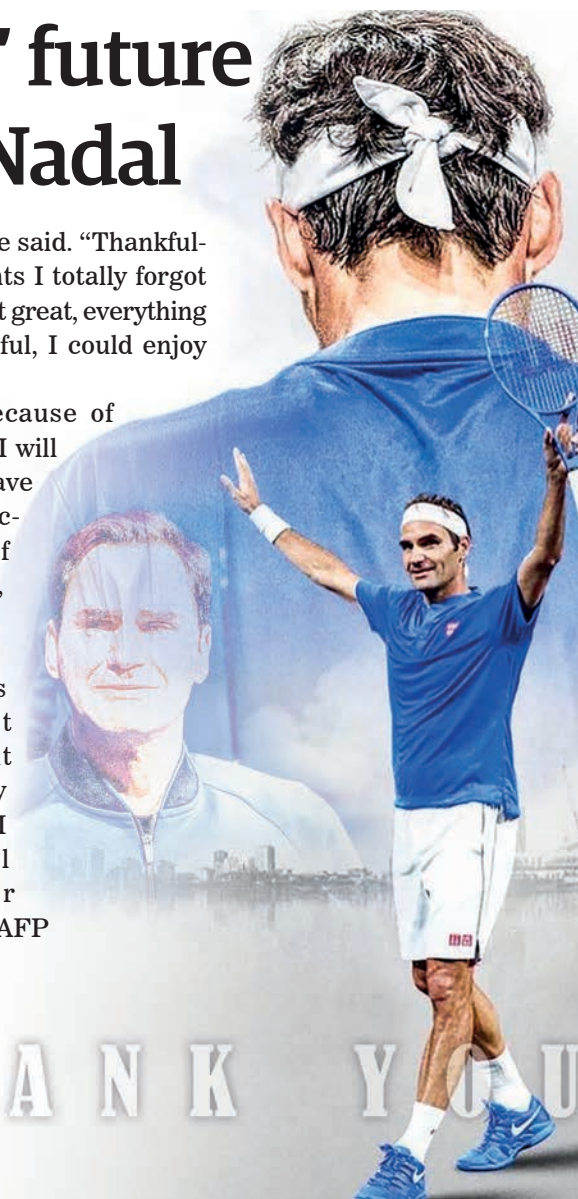 ’ future
Nadal
e said. “Thankful-
nts I totally forgot
t great, everything
ful, I could enjoy
ecause of
I will
ave
c-
f
,
s
t
t
y
I
l
r
AFP
ANK YOU